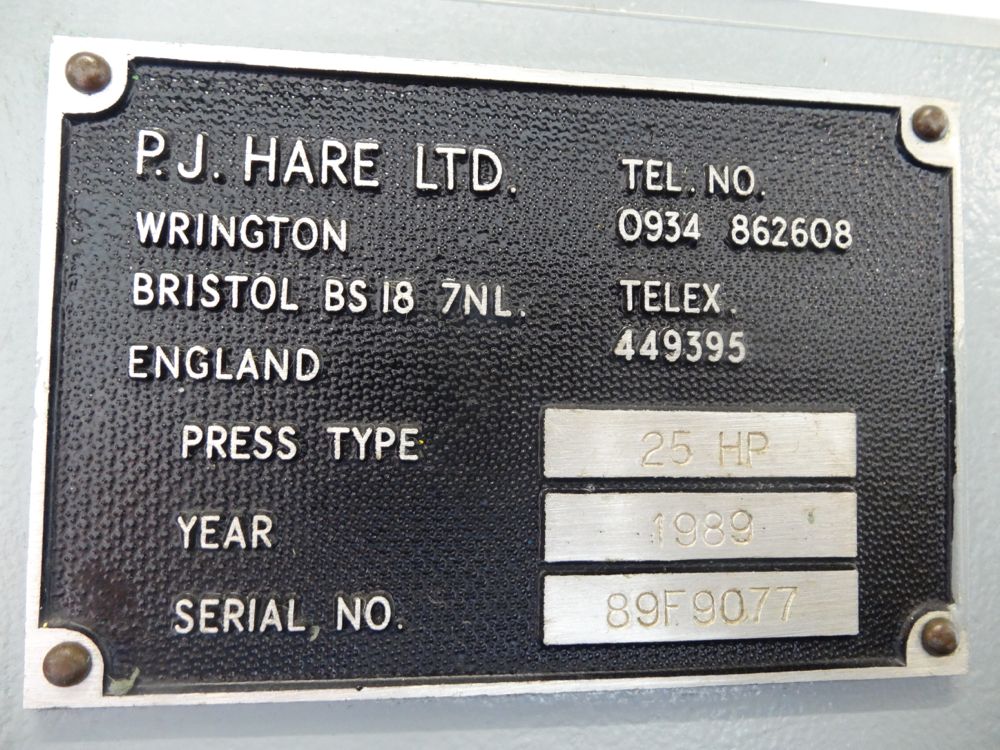 P.J. HARE LTD.
WRINGTON
BRISTOL BS18 7NL.
ENGLAND
TEL. NO.
0934 862608
TELEX.
449395
PRESS TYPE 25 HP
YEAR 1989
SERIAL NO. 89F9077